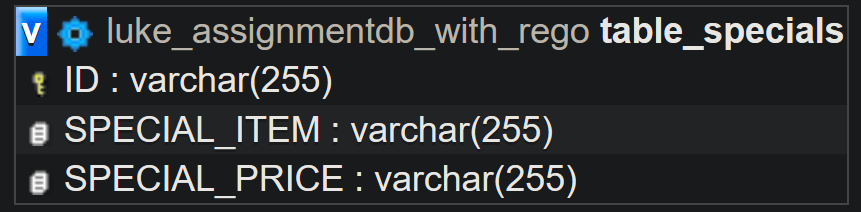 v luke_assignmentdb_with_rego table_specials
ID : varchar(255)
SPECIAL_ITEM : varchar(255)
SPECIAL_PRICE : varchar(255)